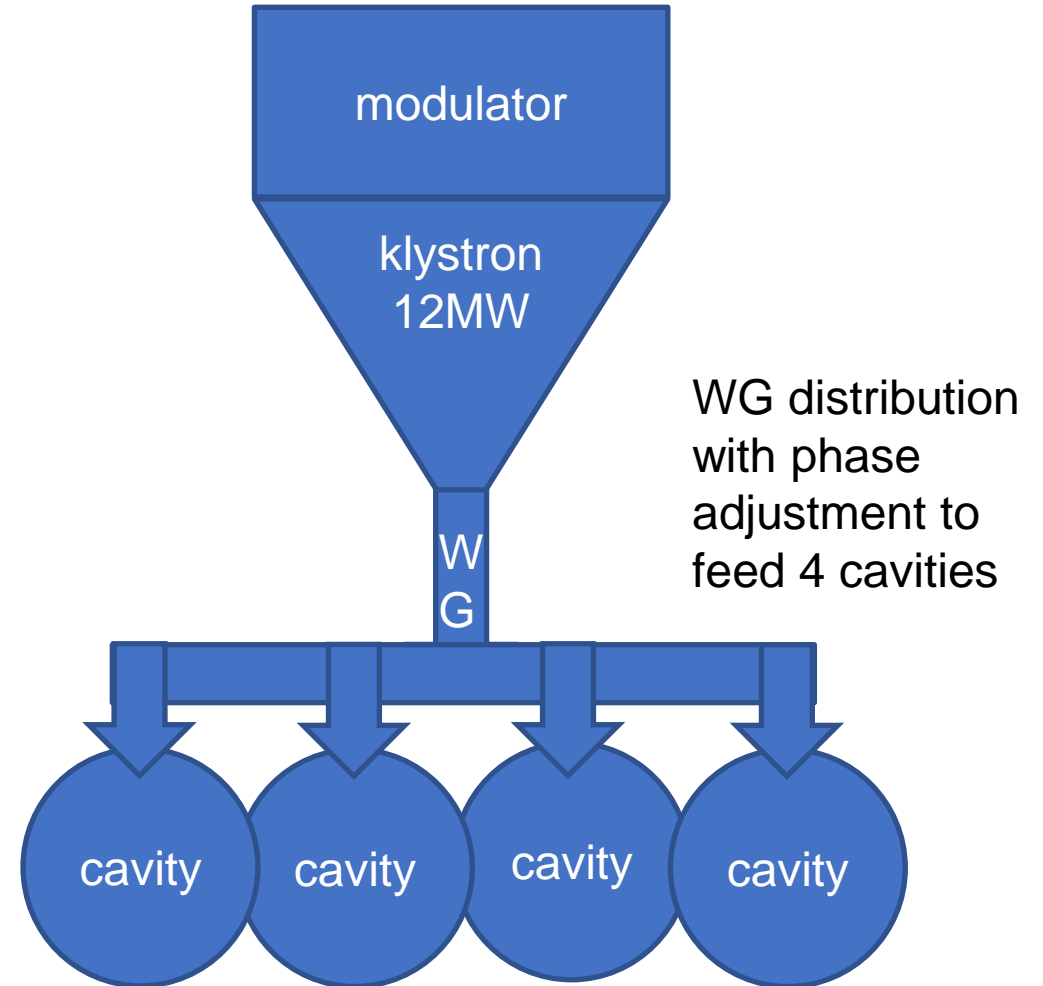 modulator
klystron
12MW
WG distribution
with phase
adjustment to
feed 4 cavities
W
G
cavity cavity cavity cavity